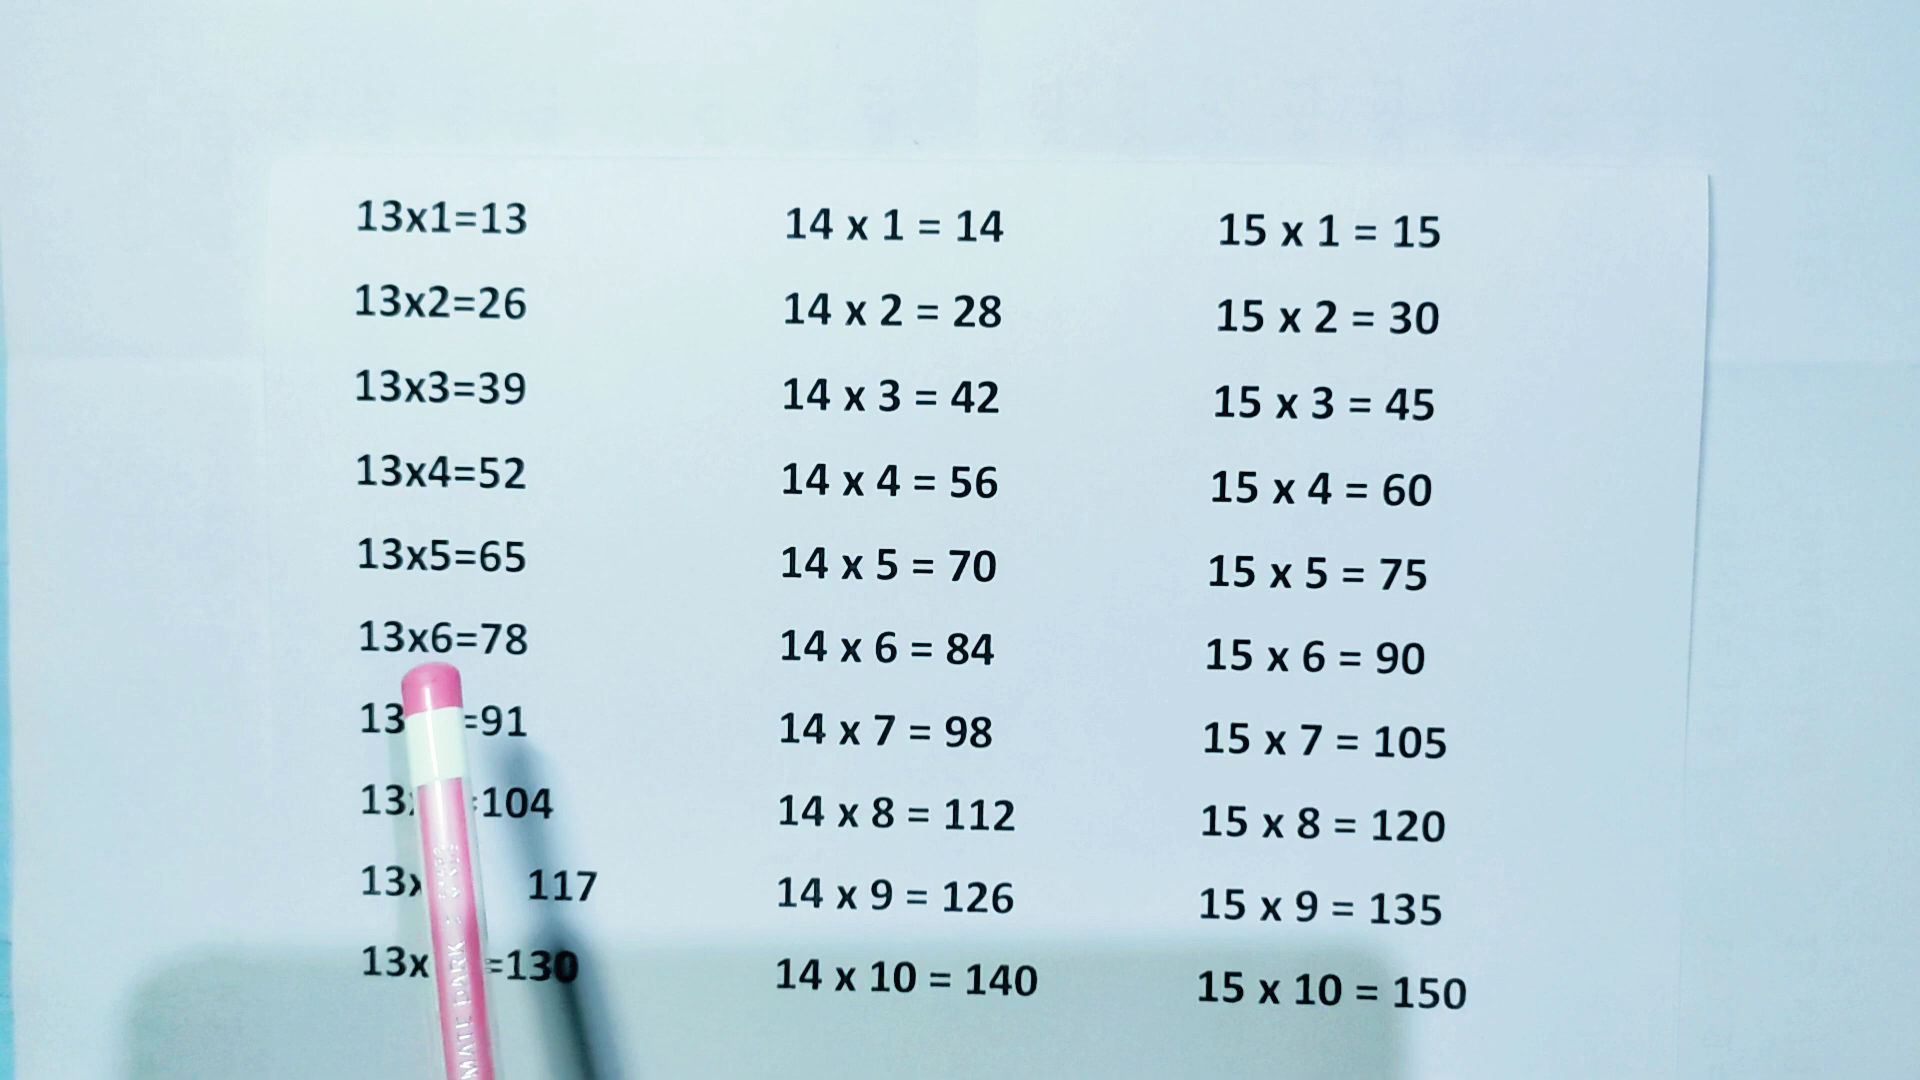 13x1=13
13x2=26
13x3=39
13x4=52
13x5=65
13x6=78
13 =91
13x =104
13x 117
13x =130
14 x 1 = 14
14 x 2 = 28
14 x 3 = 42
14 x 4 = 56
14 x 5 = 70
14 x 6 = 84
14 x 7 = 98
14 x 8 = 112
14 x 9 = 126
14 x 10 = 140
15 x 1 = 15
15 x 2 = 30
15 x 3 = 45
15 x 4 = 60
15 x 5 = 75
15 x 6 = 90
15 x 7 = 105
15 x 8 = 120
15 x 9 = 135
15 x 10 = 150